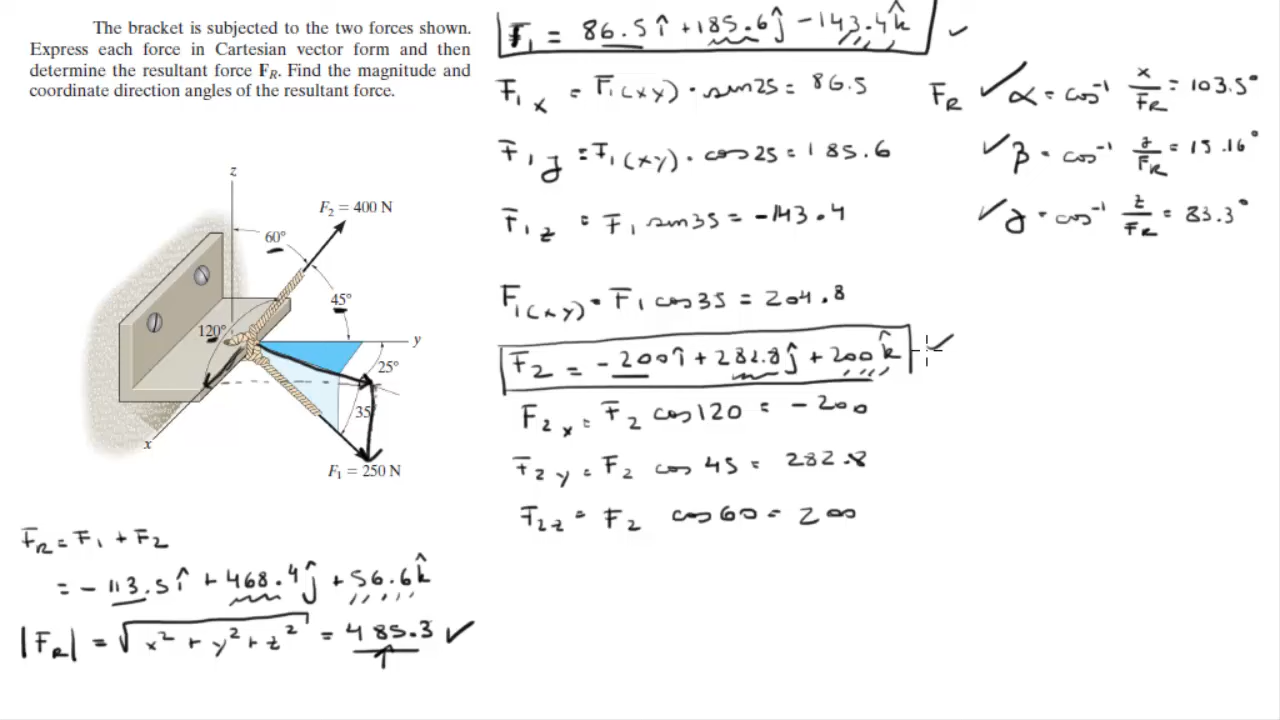 The bracket is subjected to the two forces shown.
Express each force in Cartesian vector form and then
determine the resultant force F_R. Find the magnitude and
coordinate direction angles of the resultant force.
z
F₂ = 400 N
60°
45°
120°
y
25°
35
x
F₁ = 250 N
F_R = F₁ + F₂
= -113.5î + 468.4ĵ + 56.6k̂
|F_R| = √(x² + y² + z²) = 485.3 ✓
F₁ = 86.5î + 185.6ĵ - 143.4k̂ ✓
F₁x = F₁(xy) · sin25 = 86.5
F₁y = F₁(xy) · cos25 = 185.6
F₁z = F₁ sin35 = -143.4
F₁(xy) = F₁ cos35 = 204.8
F₂ = -200î + 282.8ĵ + 200k̂ ✓
F₂x = F₂ cos120 = -200
F₂y = F₂ cos 45 = 282.8
F₂z = F₂ cos60 = 200
F_R ✓ α = cos⁻¹ x/F_R = 103.5°
✓ β = cos⁻¹ y/F_R = 15.16°
✓ γ = cos⁻¹ z/F_R = 83.3°